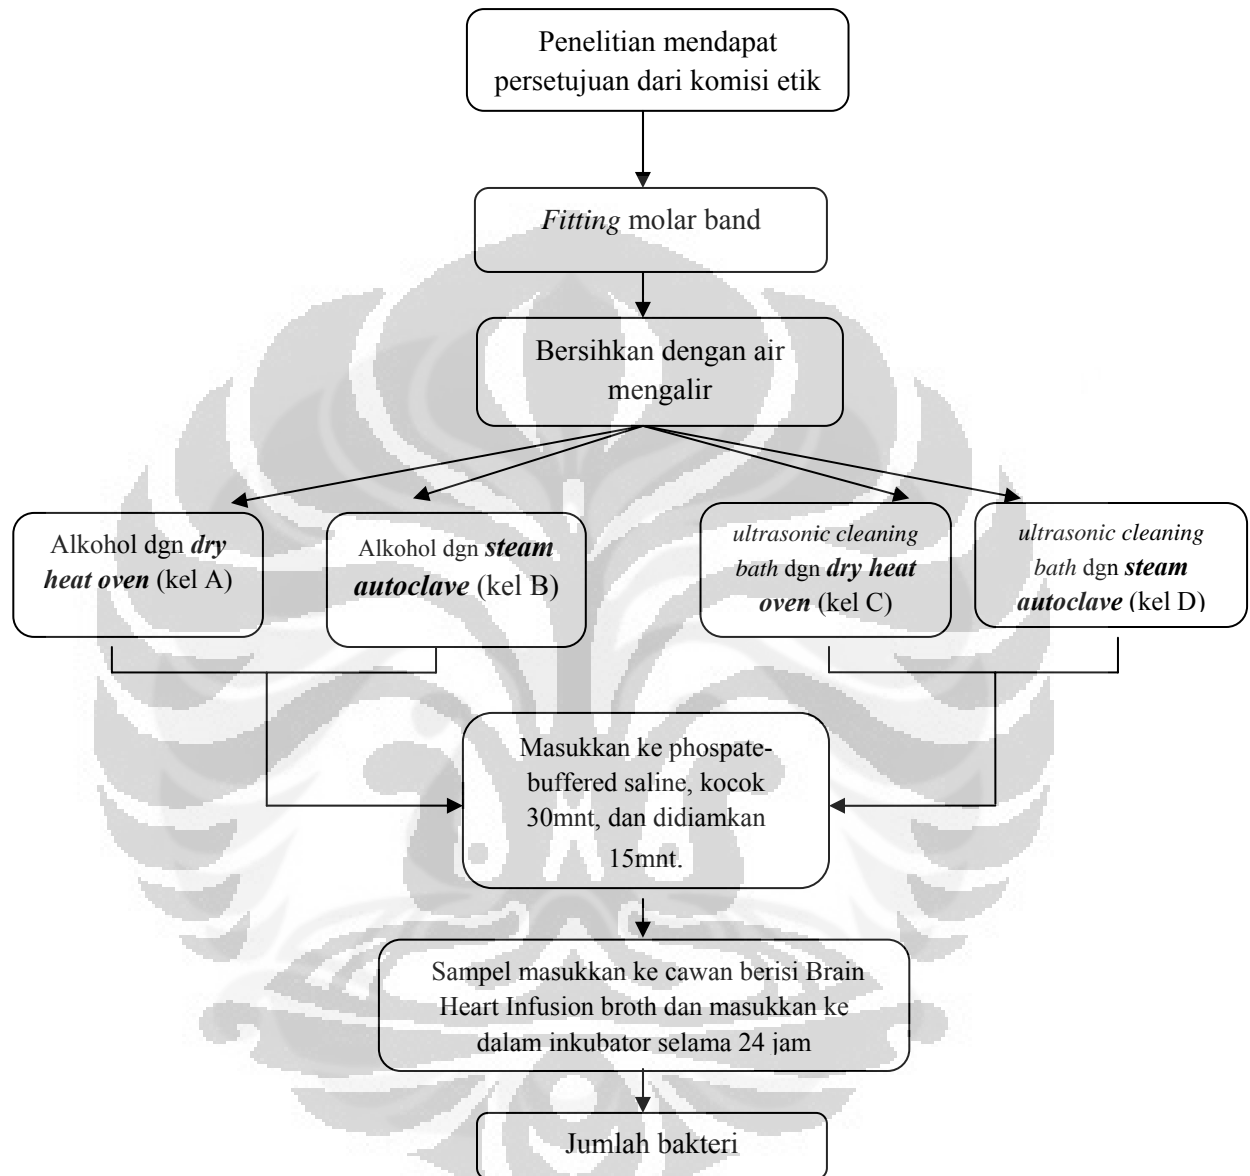 Penelitian mendapat
persetujuan dari komisi etik
Fitting molar band
Bersihkan dengan air
mengalir
Alkohol dgn dry
heat oven (kel A)
Alkohol dgn steam
autoclave (kel B)
ultrasonic cleaning
bath dgn dry heat
oven (kel C)
ultrasonic cleaning
bath dgn steam
autoclave (kel D)
Masukkan ke phospate-
buffered saline, kocok
30mnt, dan didiamkan
15mnt.
Sampel masukkan ke cawan berisi Brain
Heart Infusion broth dan masukkan ke
dalam inkubator selama 24 jam
Jumlah bakteri